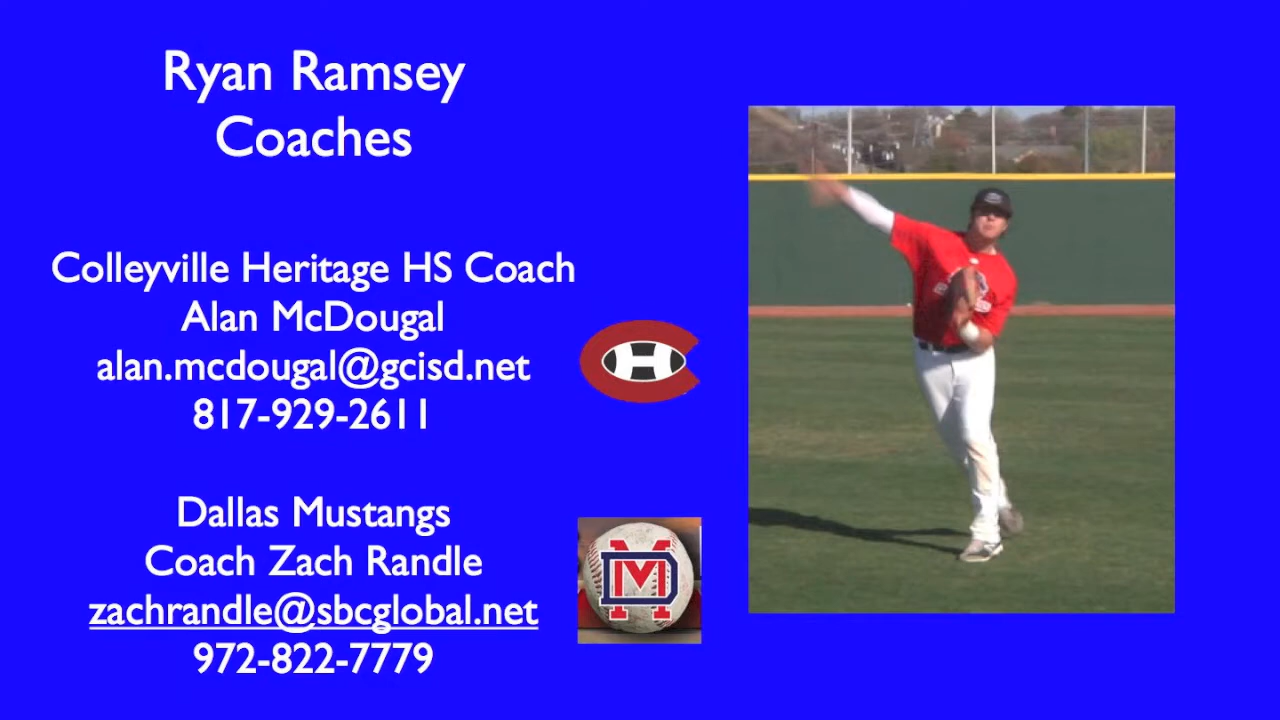 Ryan Ramsey
Coaches
Colleyville Heritage HS Coach
Alan McDougal
alan.mcdougal@gcisd.net
817-929-2611
H
Dallas Mustangs
Coach Zach Randle
zachrandle@sbcglobal.net
972-822-7779